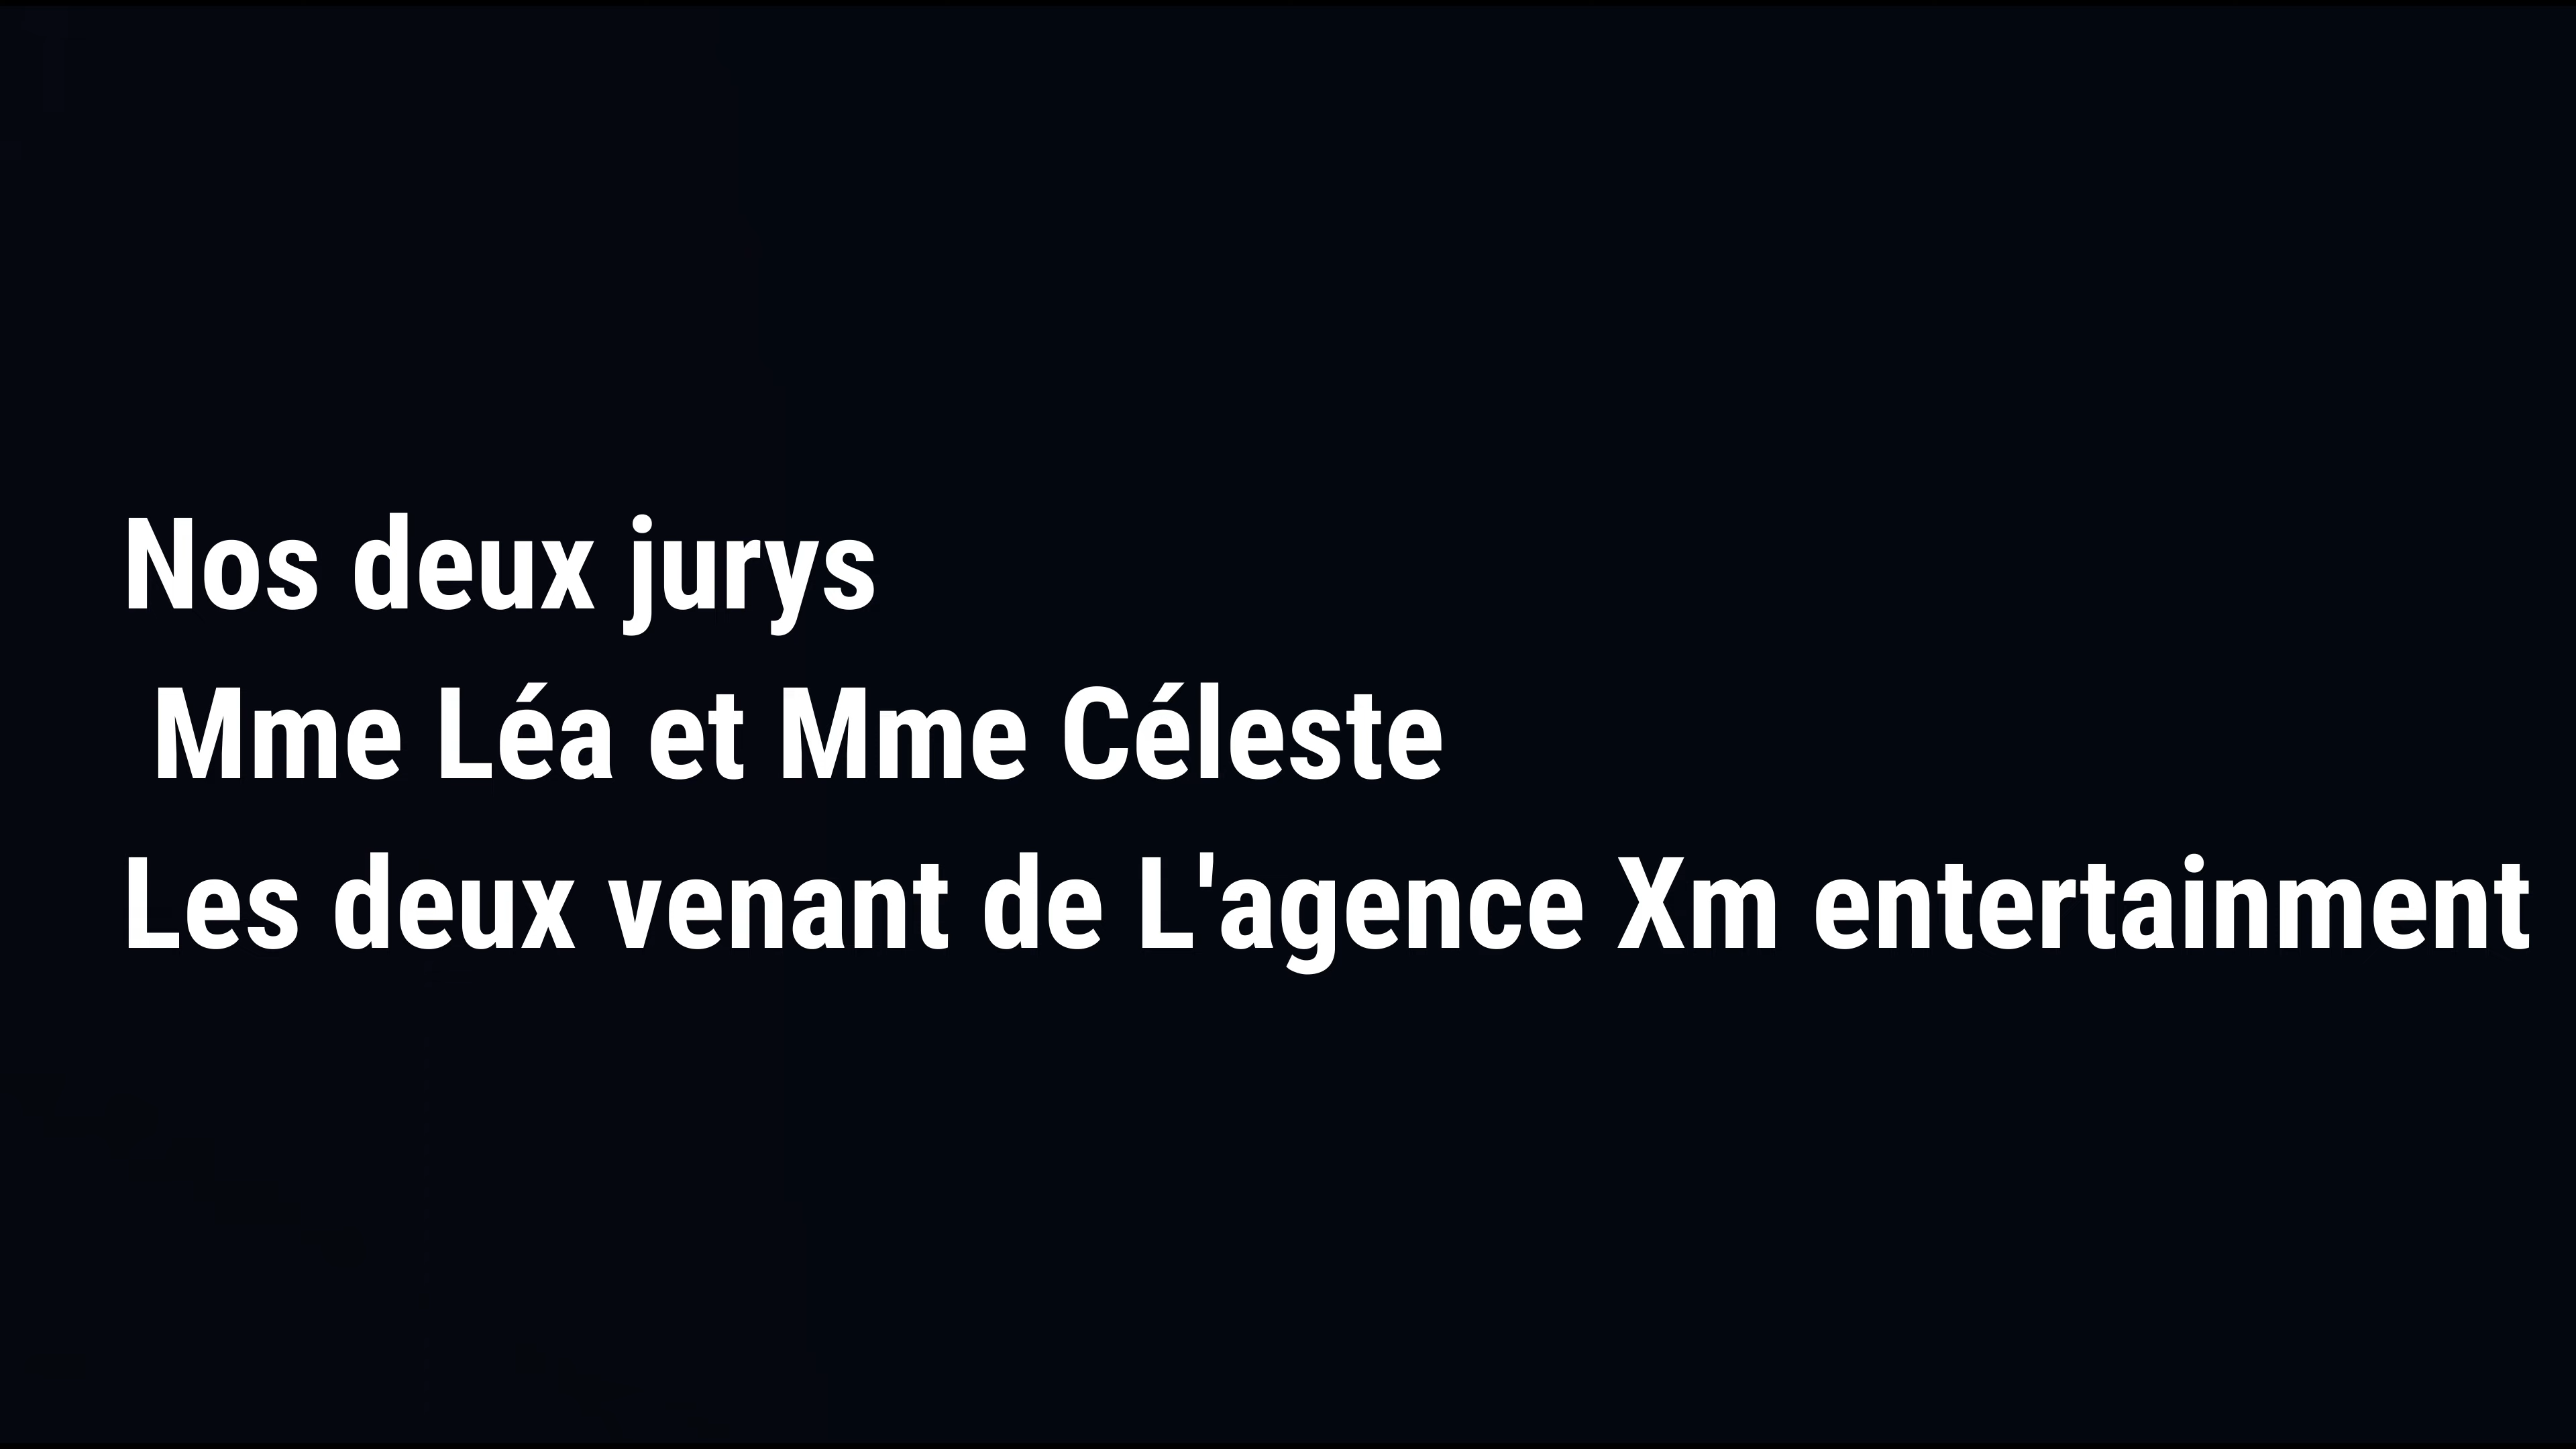 Nos deux jurys
Mme Léa et Mme Céleste
Les deux venant de L'agence Xm entertainment